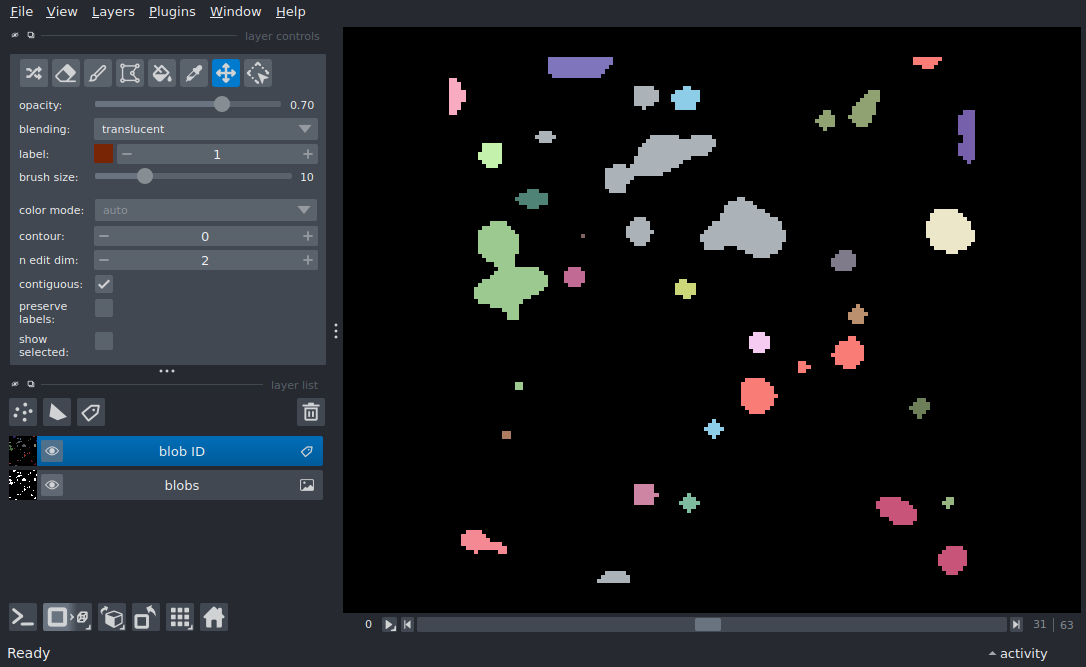 File View Layers Plugins Window Help
layer controls
opacity: 0.70
blending: translucent
label: 1
brush size: 10
color mode: auto
contour: 0
n edit dim: 2
contiguous:
preserve
labels:
show
selected:
layer list
blob ID
blobs
0 31 63
Ready activity